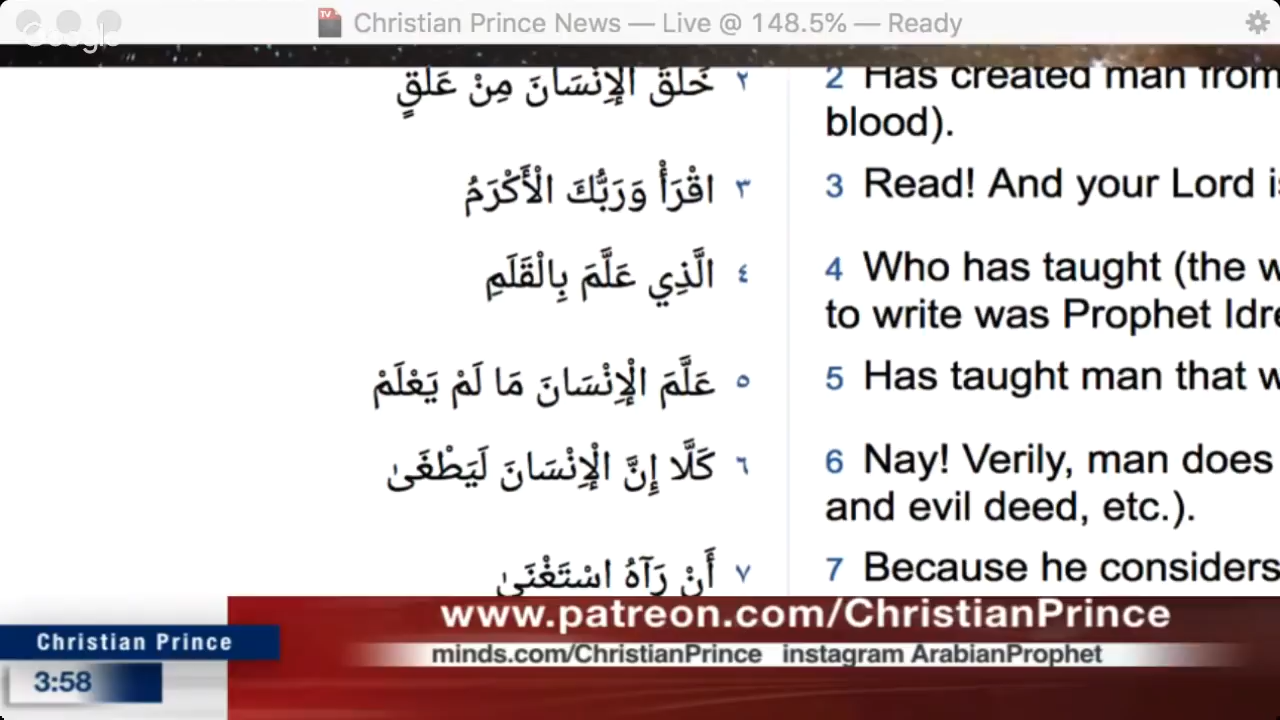 Christian Prince News — Live @ 148.5% — Ready
Google
٢ خَلَقَ الْإِنْسَانَ مِنْ عَلَقٍ
2 Has created man from
blood).
٣ اقْرَأْ وَرَبُّكَ الْأَكْرَمُ
3 Read! And your Lord is
٤ الَّذِي عَلَّمَ بِالْقَلَمِ
4 Who has taught (the w
to write was Prophet Idre
٥ عَلَّمَ الْإِنْسَانَ مَا لَمْ يَعْلَمْ
5 Has taught man that w
٦ كَلَّا إِنَّ الْإِنْسَانَ لَيَطْغَىٰ
6 Nay! Verily, man does
and evil deed, etc.).
٧ أَنْ رَآهُ اسْتَغْنَىٰ
7 Because he considers
www.patreon.com/ChristianPrince
Christian Prince
minds.com/ChristianPrince instagram ArabianProphet
3:58